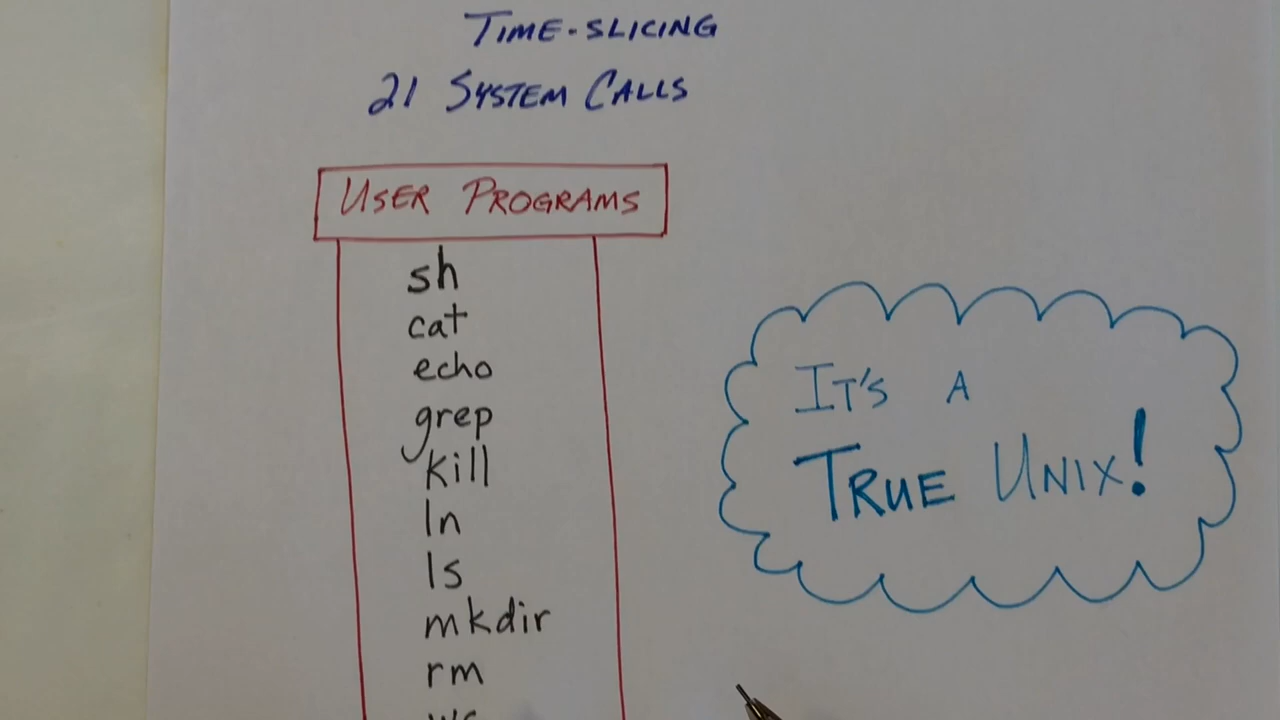 TIME-SLICING
21 SYSTEM CALLS
USER PROGRAMS
sh
cat
echo
grep
kill
ln
ls
mkdir
rm
IT'S A
TRUE UNIX!